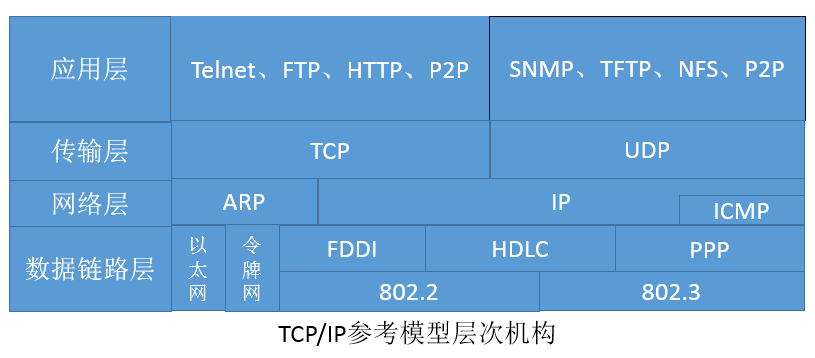 应用层
Telnet、FTP、HTTP、P2P
SNMP、TFTP、NFS、P2P
传输层
TCP
UDP
网络层
ARP
IP
ICMP
数据链路层
以太网
令牌网
FDDI
HDLC
PPP
802.2
802.3
TCP/IP参考模型层次机构